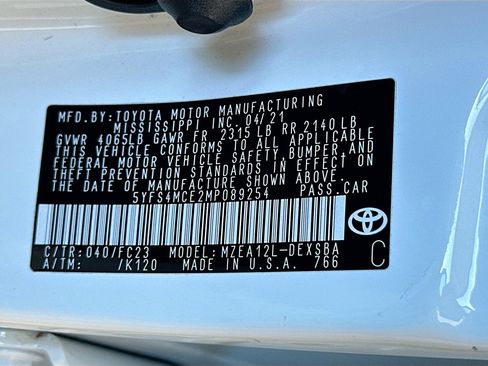 MFD.BY:TOYOTA MOTOR MANUFACTURING
MISSISSIPPI INC. 04/21
GVWR 4065LB GAWR FR 2315 LB RR 2140 LB
THIS VEHICLE CONFORMS TO ALL APPLICABLE
FEDERAL MOTOR VEHICLE SAFETY,BUMPER,AND
THEFT PREVENTION STANDARDS IN EFFECT ON
THE DATE OF MANUFACTURE SHOWN ABOVE.
5YFS4MCE2MP089254 PASS.CAR
C/TR:040/FC23 MODEL:MZEA12L-DEXSBA
A/TM: /K120 MADE IN U.S.A. 766
C